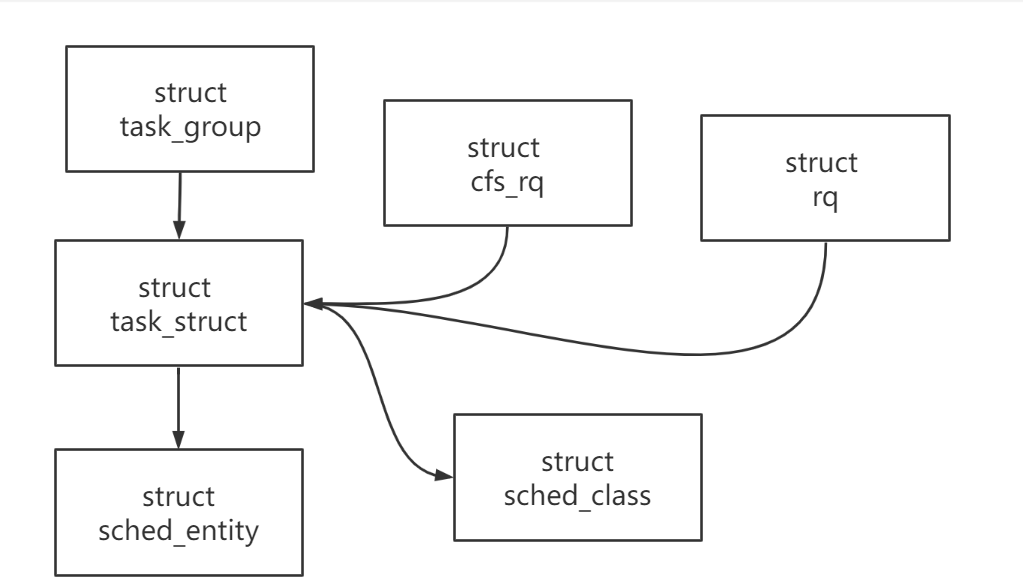 struct
task_group
struct
cfs_rq
struct
rq
struct
task_struct
struct
sched_class
struct
sched_entity